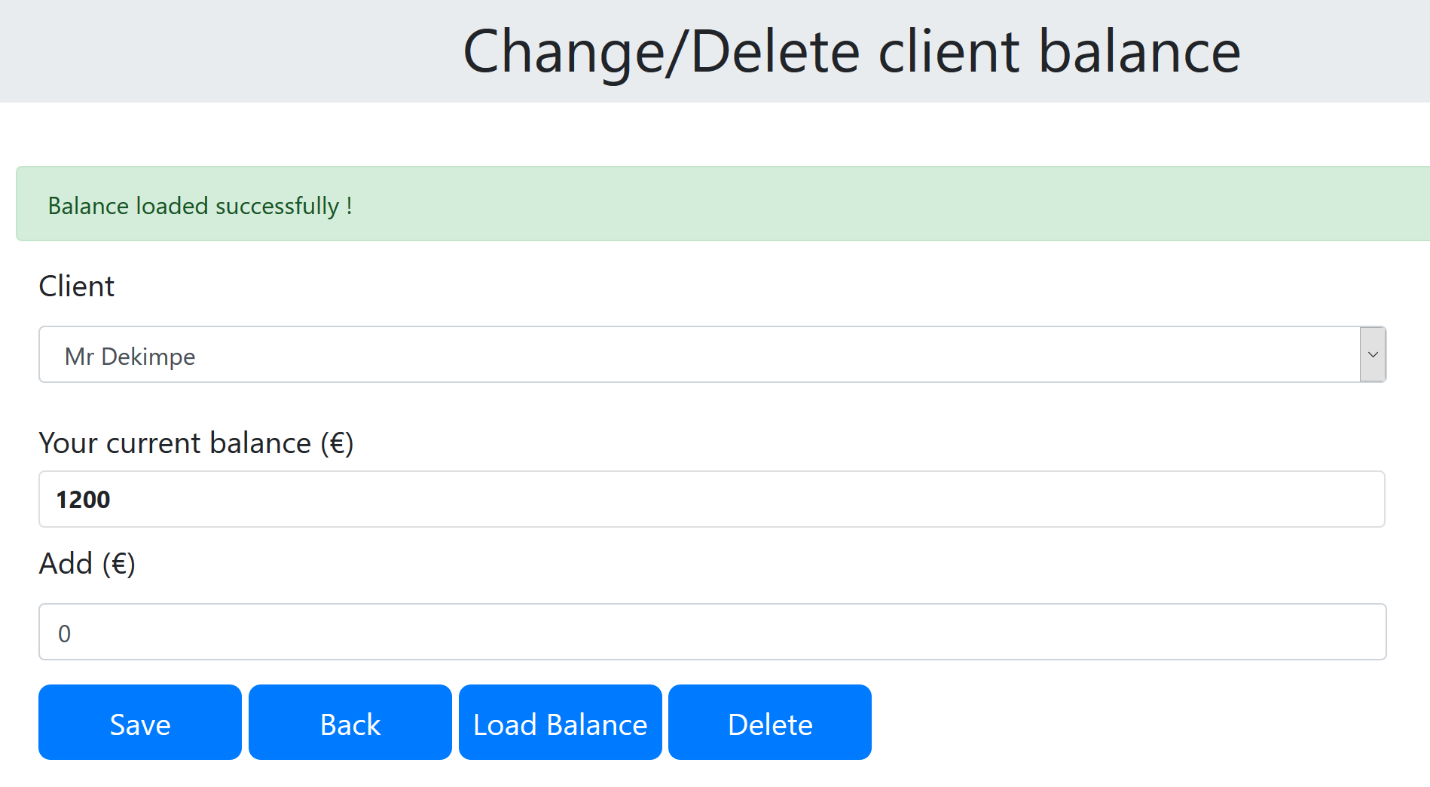 Change/Delete client balance
Balance loaded successfully !
Client
Mr Dekimpe
Your current balance (€)
1200
Add (€)
0
Save Back Load Balance Delete